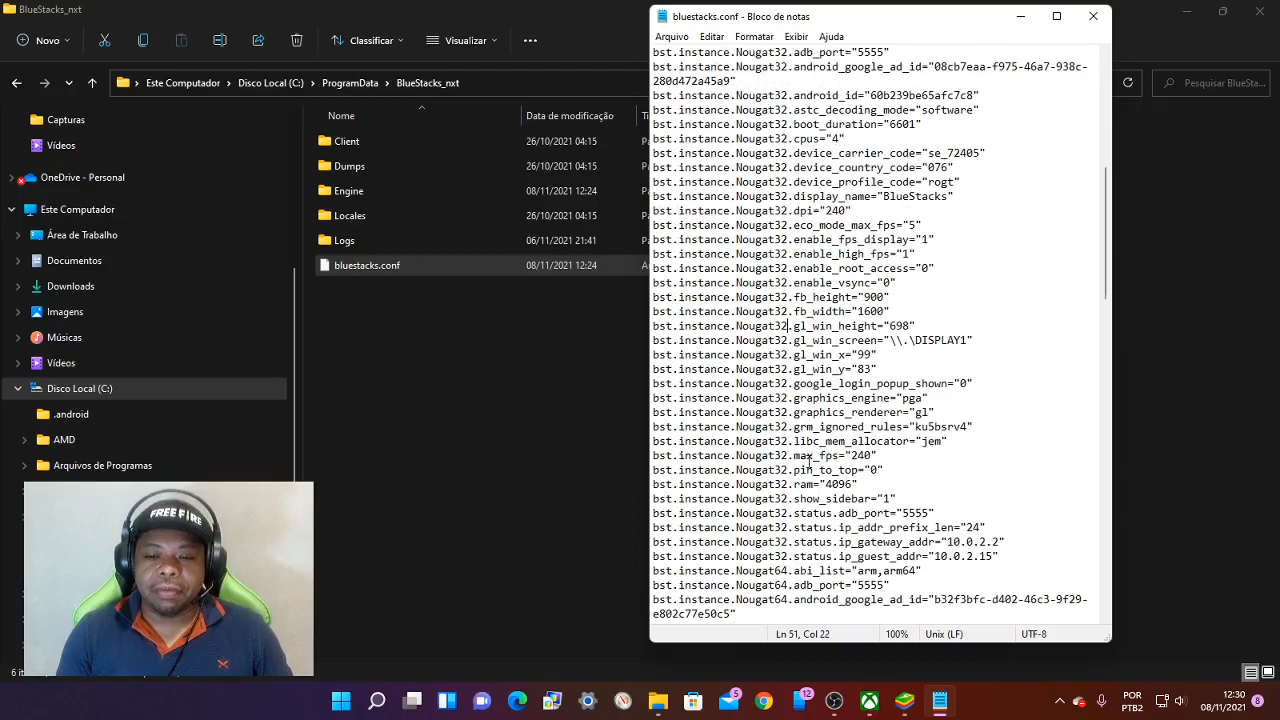 BlueStacks_nxt
Novo
Classificar
Visualizar
Este Computador
Disco Local (C:)
ProgramData
BlueStacks_nxt
Pesquisar BlueSta...
Capturas
OneDrive - Personal
Área de Trabalho
Documentos
Downloads
Imagens
Músicas
Vídeos
Disco Local (C:)
.android
AMD
Arquivos de Programas
Nome
Data de modificação
Client
26/10/2021 04:15
Dumps
26/10/2021 04:15
Engine
08/11/2021 12:24
Locales
26/10/2021 04:15
Logs
06/11/2021 21:41
bluestacks.conf
08/11/2021 12:24
bluestacks.conf - Bloco de notas
Arquivo Editar Formatar Exibir Ajuda
bst.instance.Nougat32.adb_port="5555"
bst.instance.Nougat32.android_google_ad_id="08cb7eaa-f975-46a7-938c-
280d472a45a9"
bst.instance.Nougat32.android_id="60b239be65afc7c8"
bst.instance.Nougat32.astc_decoding_mode="software"
bst.instance.Nougat32.boot_duration="6601"
bst.instance.Nougat32.cpus="4"
bst.instance.Nougat32.device_carrier_code="se_72405"
bst.instance.Nougat32.device_country_code="076"
bst.instance.Nougat32.device_profile_code="rogt"
bst.instance.Nougat32.display_name="BlueStacks"
bst.instance.Nougat32.dpi="240"
bst.instance.Nougat32.eco_mode_max_fps="5"
bst.instance.Nougat32.enable_fps_display="1"
bst.instance.Nougat32.enable_high_fps="1"
bst.instance.Nougat32.enable_root_access="0"
bst.instance.Nougat32.enable_vsync="0"
bst.instance.Nougat32.fb_height="900"
bst.instance.Nougat32.fb_width="1600"
bst.instance.Nougat32.gl_win_height="698"
bst.instance.Nougat32.gl_win_screen="\\.\DISPLAY1"
bst.instance.Nougat32.gl_win_x="99"
bst.instance.Nougat32.gl_win_y="83"
bst.instance.Nougat32.google_login_popup_shown="0"
bst.instance.Nougat32.graphics_engine="pga"
bst.instance.Nougat32.graphics_renderer="gl"
bst.instance.Nougat32.grm_ignored_rules="ku5bsrv4"
bst.instance.Nougat32.libc_mem_allocator="jem"
bst.instance.Nougat32.max_fps="240"
bst.instance.Nougat32.pin_to_top="0"
bst.instance.Nougat32.ram="4096"
bst.instance.Nougat32.show_sidebar="1"
bst.instance.Nougat32.status.adb_port="5555"
bst.instance.Nougat32.status.ip_addr_prefix_len="24"
bst.instance.Nougat32.status.ip_gateway_addr="10.0.2.2"
bst.instance.Nougat32.status.ip_guest_addr="10.0.2.15"
bst.instance.Nougat64.abi_list="arm,arm64"
bst.instance.Nougat64.adb_port="5555"
bst.instance.Nougat64.android_google_ad_id="b32f3bfc-d402-46c3-9f29-
e802c77e50c5"
Ln 51, Col 22
100%
Unix (LF)
UTF-8
FREE FIRE
5
12
POR
PTB2
12:30
08/11/2021
8